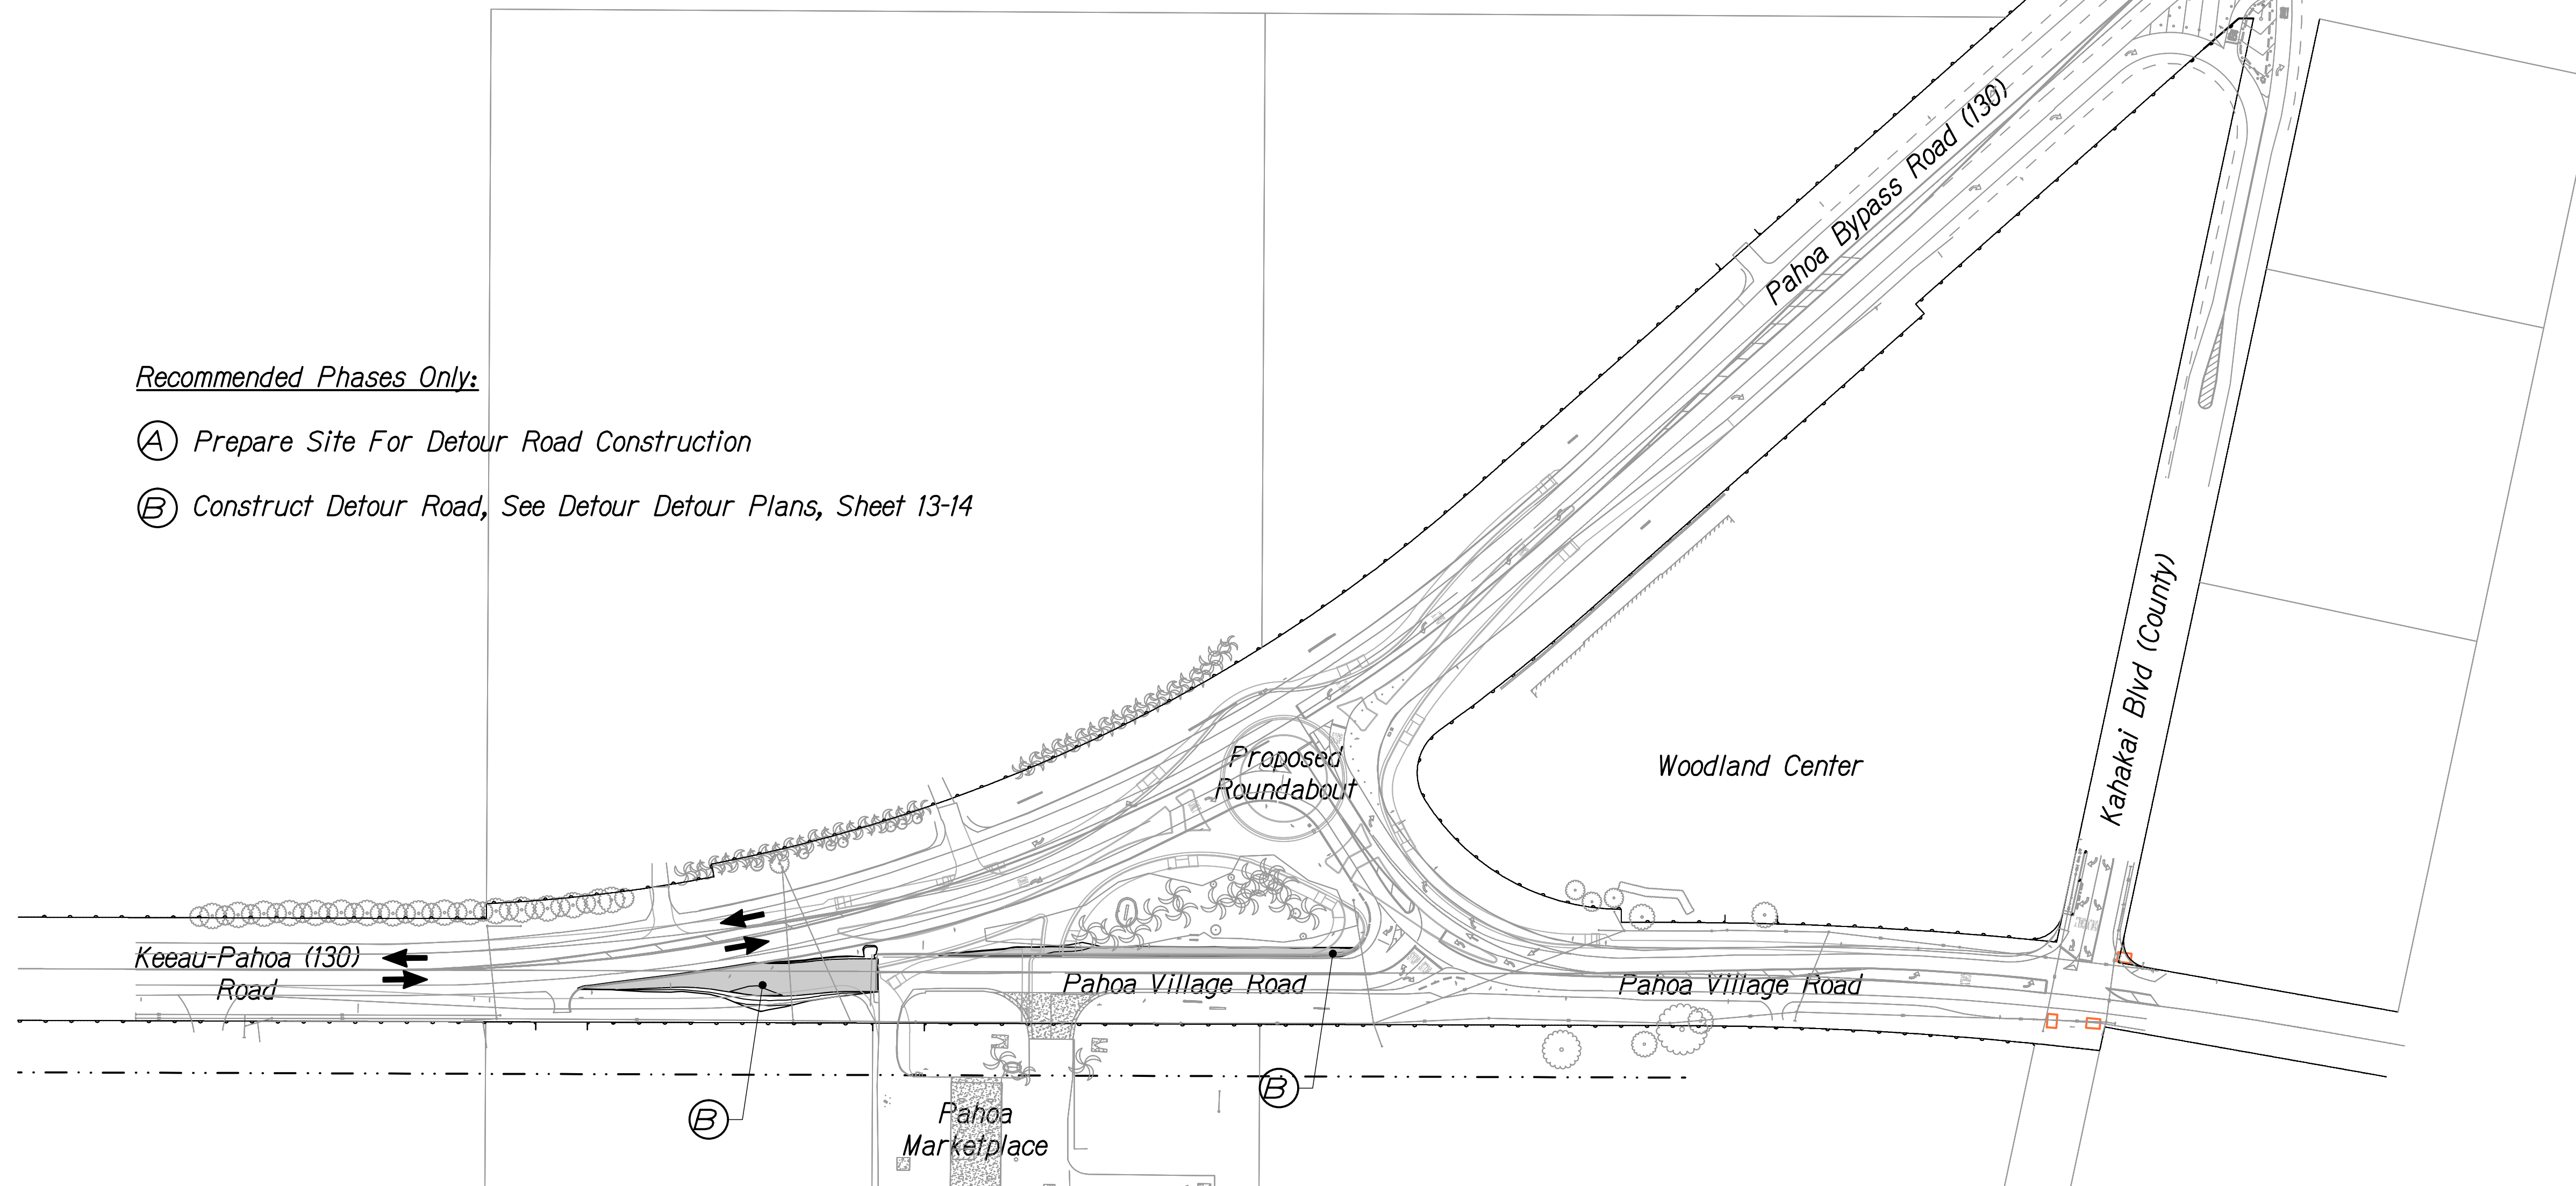 Pahoa Bypass Road (130)
Recommended Phases Only:
A Prepare Site For Detour Road Construction
B Construct Detour Road, See Detour Detour Plans, Sheet 13-14
Kahakai Blvd (County)
Proposed
Roundabout
Woodland Center
Keeau-Pahoa (130)
Road
Pahoa Village Road
Pahoa Village Road
B
B
Pahoa
Marketplace